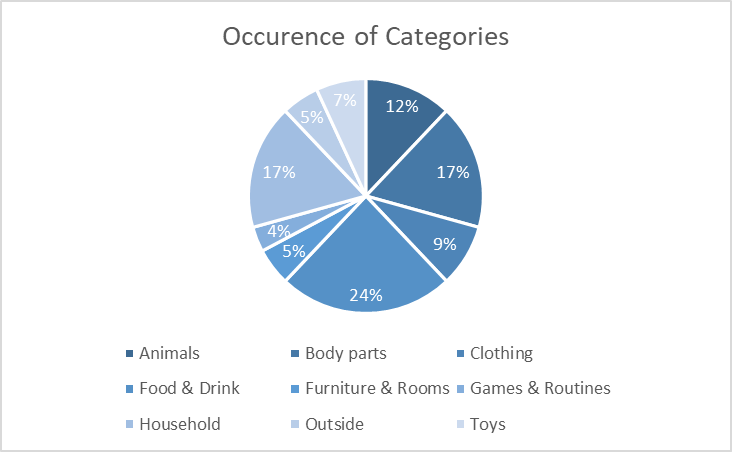 Occurence of Categories
7% 12%
5%
17% 17%
4% 9%
5%
24%
Animals Body parts Clothing
Food & Drink Furniture & Rooms Games & Routines
Household Outside Toys